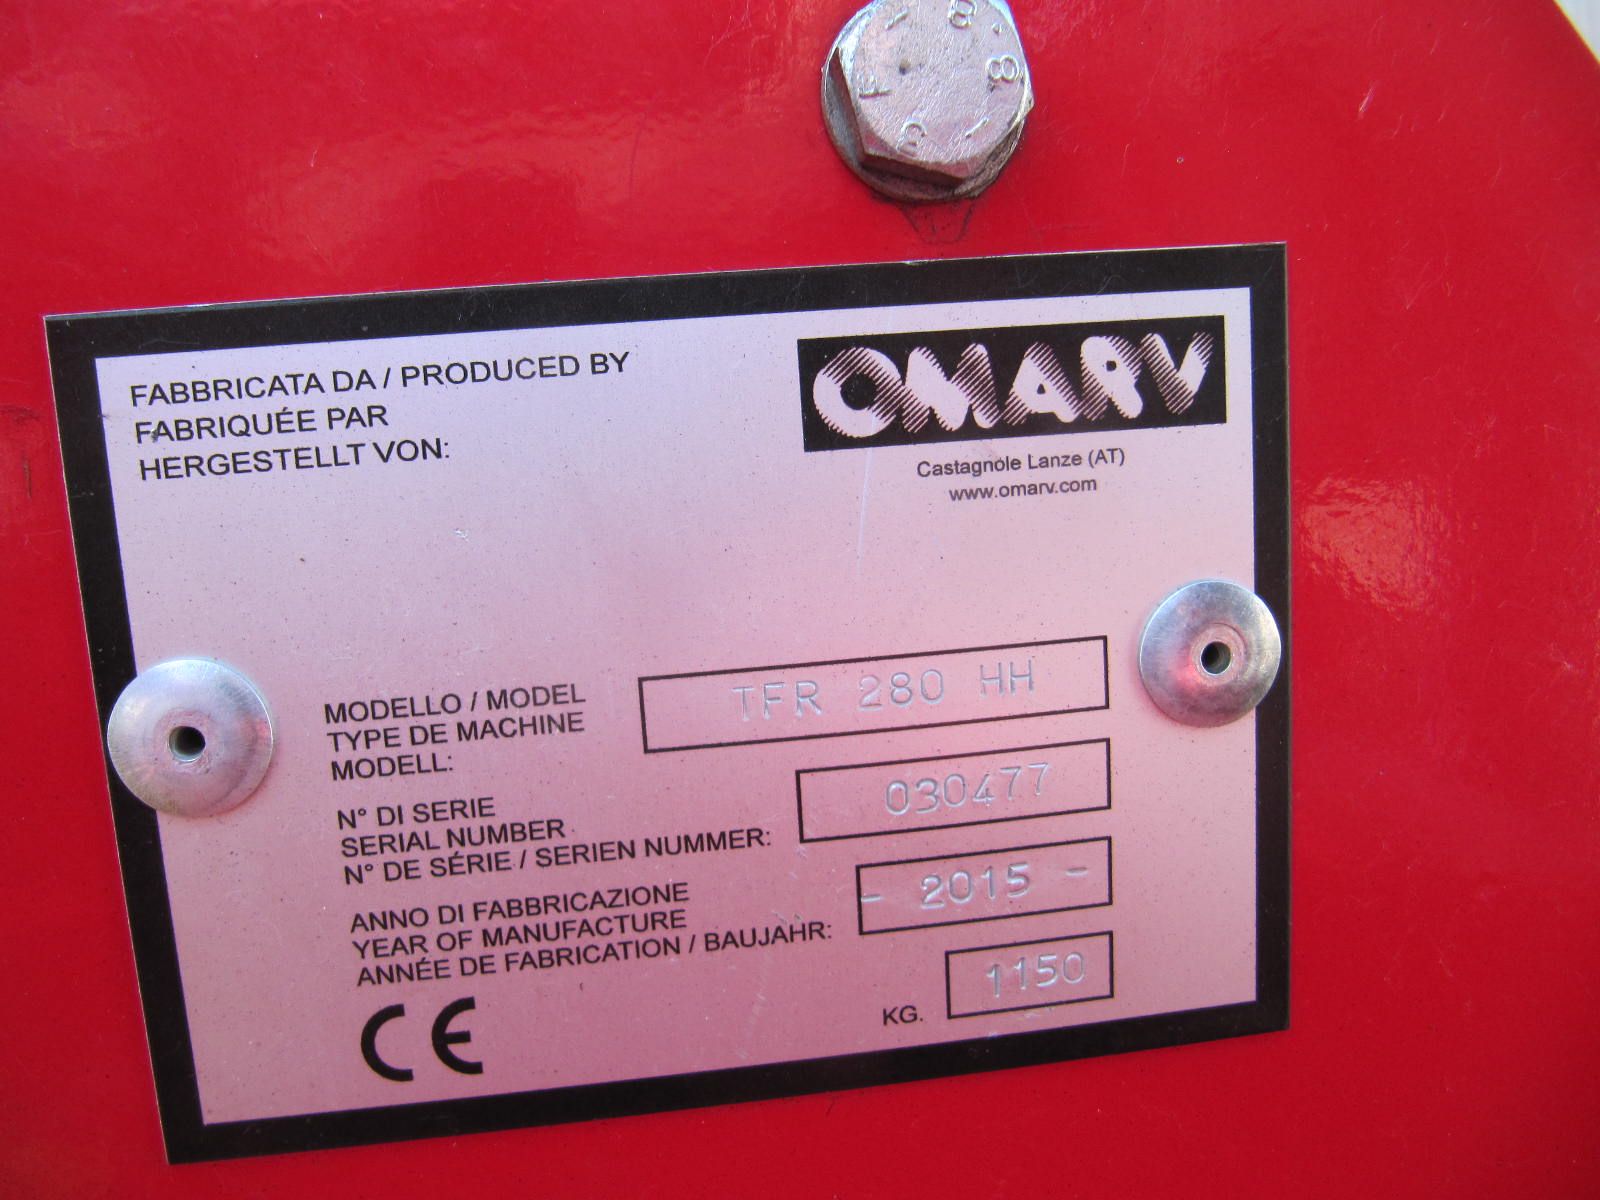 8.8
FABBRICATA DA / PRODUCED BY
FABRIQUÉE PAR
HERGESTELLT VON:
OMARV
Castagnole Lanze (AT)
www.omarv.com
MODELLO / MODEL
TYPE DE MACHINE
MODELL:
TFR 280 HH
N° DI SERIE
SERIAL NUMBER
N° DE SÉRIE / SERIEN NUMMER:
030477
ANNO DI FABBRICAZIONE
YEAR OF MANUFACTURE
ANNÉE DE FABRICATION / BAUJAHR:
- 2015 -
CE
KG.
1150